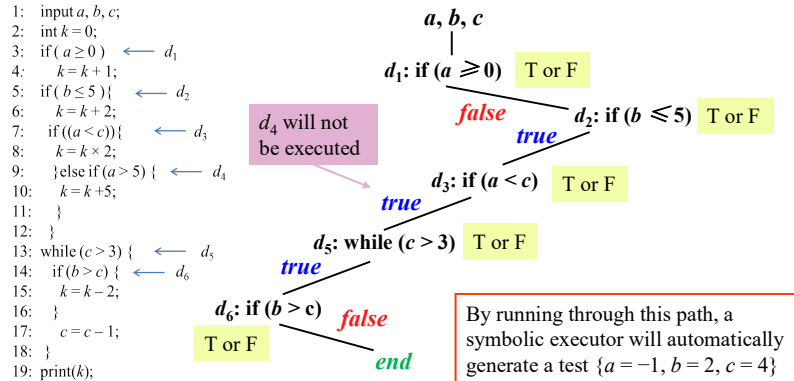 1: input a, b, c;
2: int k = 0;
3: if ( a ≥ 0 ) d1
4: k = k + 1;
5: if ( b ≤ 5 ){ d2
6: k = k + 2;
7: if ((a < c)){ d3
8: k = k × 2;
9: }else if (a > 5) { d4
10: k = k +5;
11: }
12: }
13: while (c > 3) { d5
14: if (b > c) { d6
15: k = k – 2;
16: }
17: c = c – 1;
18: }
19: print(k);
a, b, c
d1: if (a ⩾ 0) T or F
false
d2: if (b ⩽ 5) T or F
true
d4 will not
be executed
d3: if (a < c) T or F
true
d5: while (c > 3) T or F
true
d6: if (b > c)
T or F
false
end
By running through this path, a
symbolic executor will automatically
generate a test {a = −1, b = 2, c = 4}